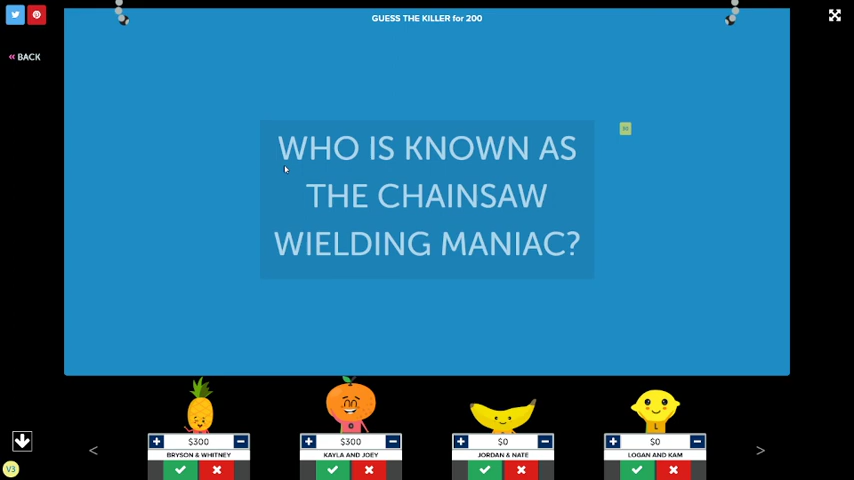 GUESS THE KILLER for 200
« BACK
WHO IS KNOWN AS
THE CHAINSAW
WIELDING MANIAC?
$300
$300
$0
$0
BRYSON & WHITNEY
KAYLA AND JOEY
JORDAN & NATE
LOGAN AND KAM
V3